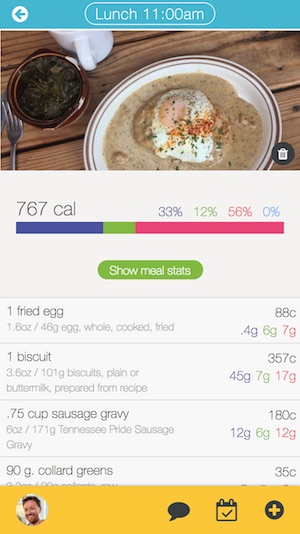 Lunch 11:00am
767 cal 33% 12% 56% 0%
Show meal stats
1 fried egg 88c
1.6oz / 46g egg, whole, cooked, fried .4g 6g 7g
1 biscuit 357c
3.6oz / 101g biscuits, plain or 45g 7g 17g
buttermilk, prepared from recipe
.75 cup sausage gravy 180c
6oz / 171g Tennessee Pride Sausage 12g 6g 12g
Gravy
90 g. collard greens 35c